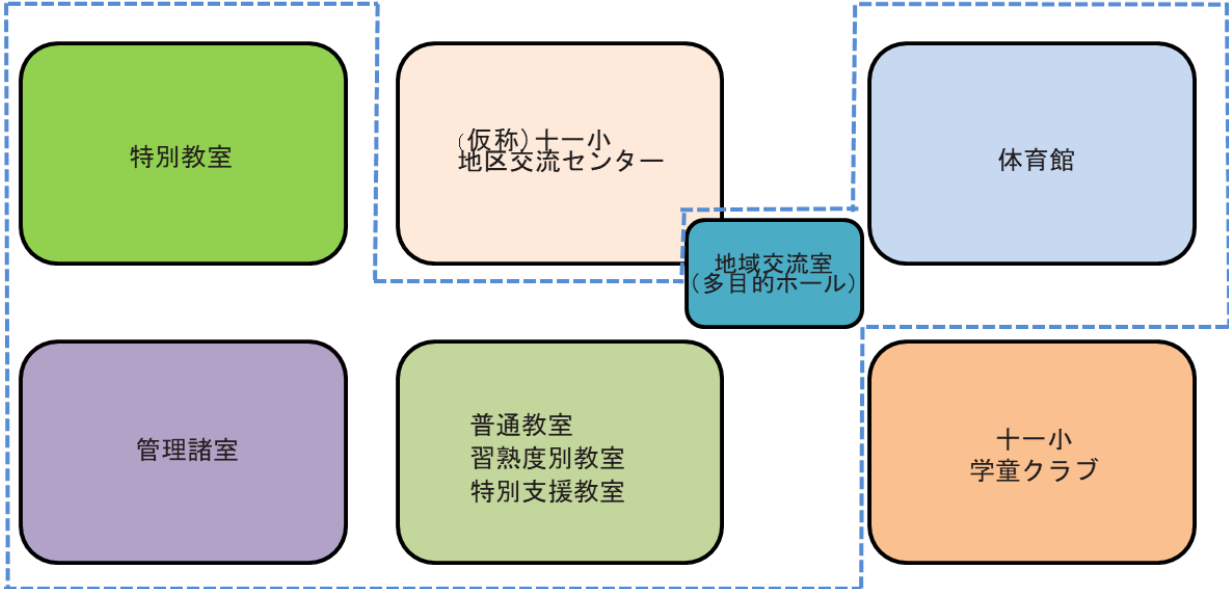 特別教室
(仮称)十一小
地区交流センター
体育館
地域交流室
(多目的ホール)
管理諸室
普通教室
習熟度別教室
特別支援教室
十一小
学童クラブ